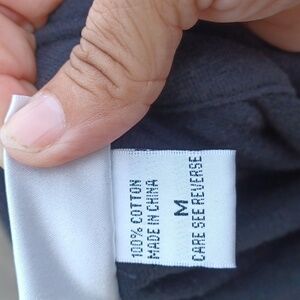 100% COTTON
MADE IN CHINA
M
CARE SEE REVERSE